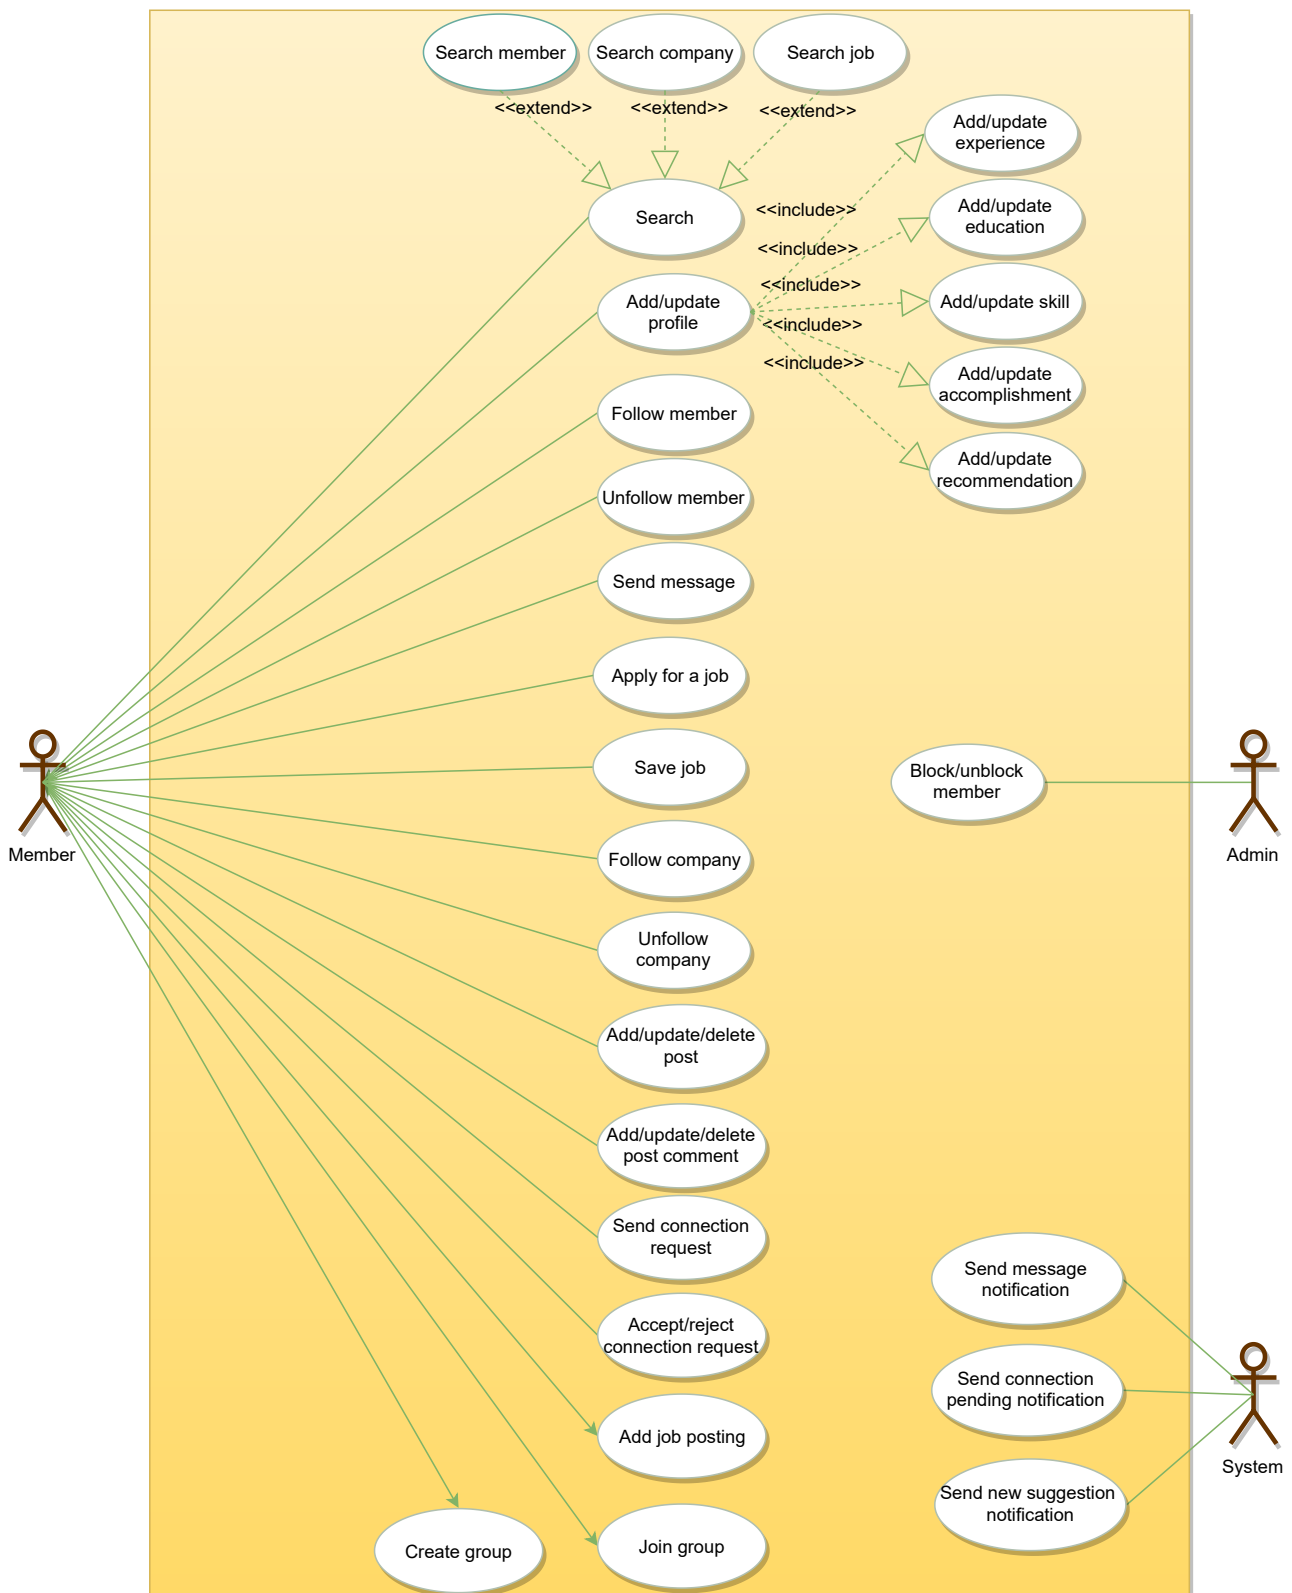 Search member
Search company
Search job
<<extend>>
<<extend>>
<<extend>>
Add/update
experience
Search
<<include>>
Add/update
education
<<include>>
<<include>>
Add/update
profile
Add/update skill
<<include>>
<<include>>
Add/update
accomplishment
Follow member
Add/update
recommendation
Unfollow member
Send message
Apply for a job
Save job
Block/unblock
member
Member
Admin
Follow company
Unfollow
company
Add/update/delete
post
Add/update/delete
post comment
Send connection
request
Send message
notification
Accept/reject
connection request
Send connection
pending notification
Add job posting
System
Send new suggestion
notification
Create group
Join group